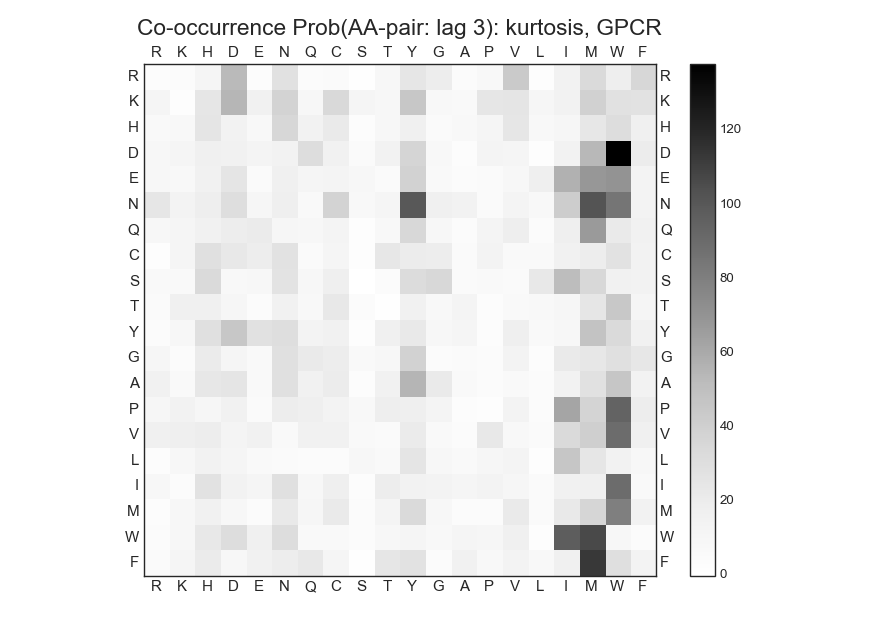 Co-occurrence Prob(AA-pair: lag 3): kurtosis, GPCR
R K H D E N Q C S T Y G A P V L I M W F
R R
K K
H H
D D
E E
N N
Q Q
C C
S S
T T
Y Y
G G
A A
P P
V V
L L
I I
M M
W W
F F
R K H D E N Q C S T Y G A P V L I M W F
120
100
80
60
40
20
0